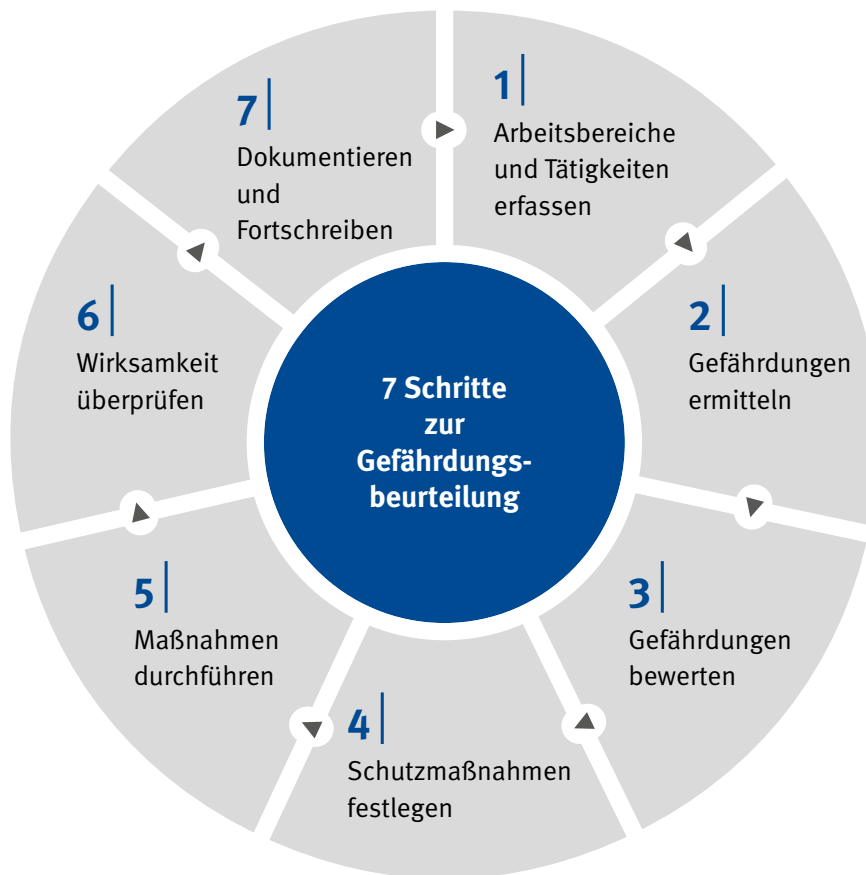 7 Schritte
zur
Gefährdungs-
beurteilung
1
Arbeitsbereiche
und Tätigkeiten
erfassen
2
Gefährdungen
ermitteln
3
Gefährdungen
bewerten
4
Schutzmaßnahmen
festlegen
5
Maßnahmen
durchführen
6
Wirksamkeit
überprüfen
7
Dokumentieren
und
Fortschreiben